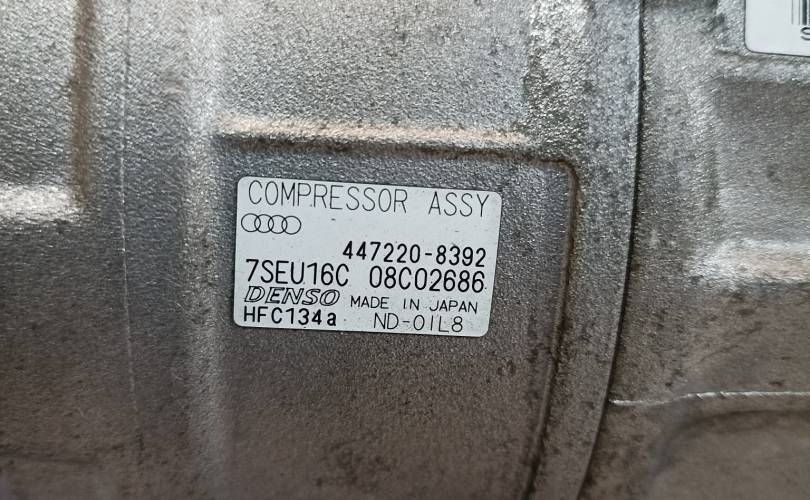 COMPRESSOR ASSY
447220-8392
7SEU16C 08C02686
DENSO MADE IN JAPAN
HFC134a ND-OIL8